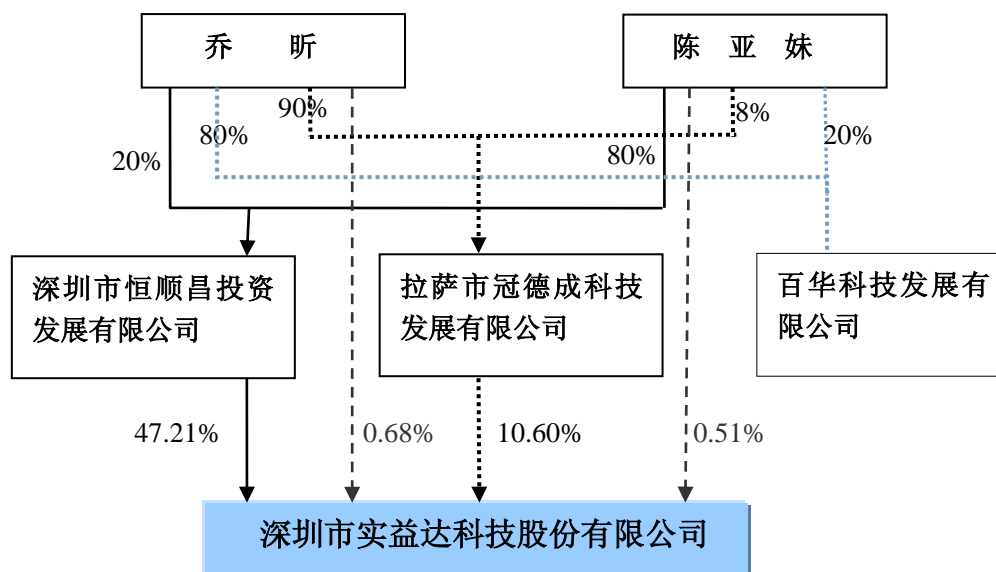 乔 昕
陈 亚 妹
90%
8%
80%
20%
20%
80%
深圳市恒顺昌投资
发展有限公司
拉萨市冠德成科技
发展有限公司
百华科技发展有
限公司
47.21%
0.68%
10.60%
0.51%
深圳市实益达科技股份有限公司